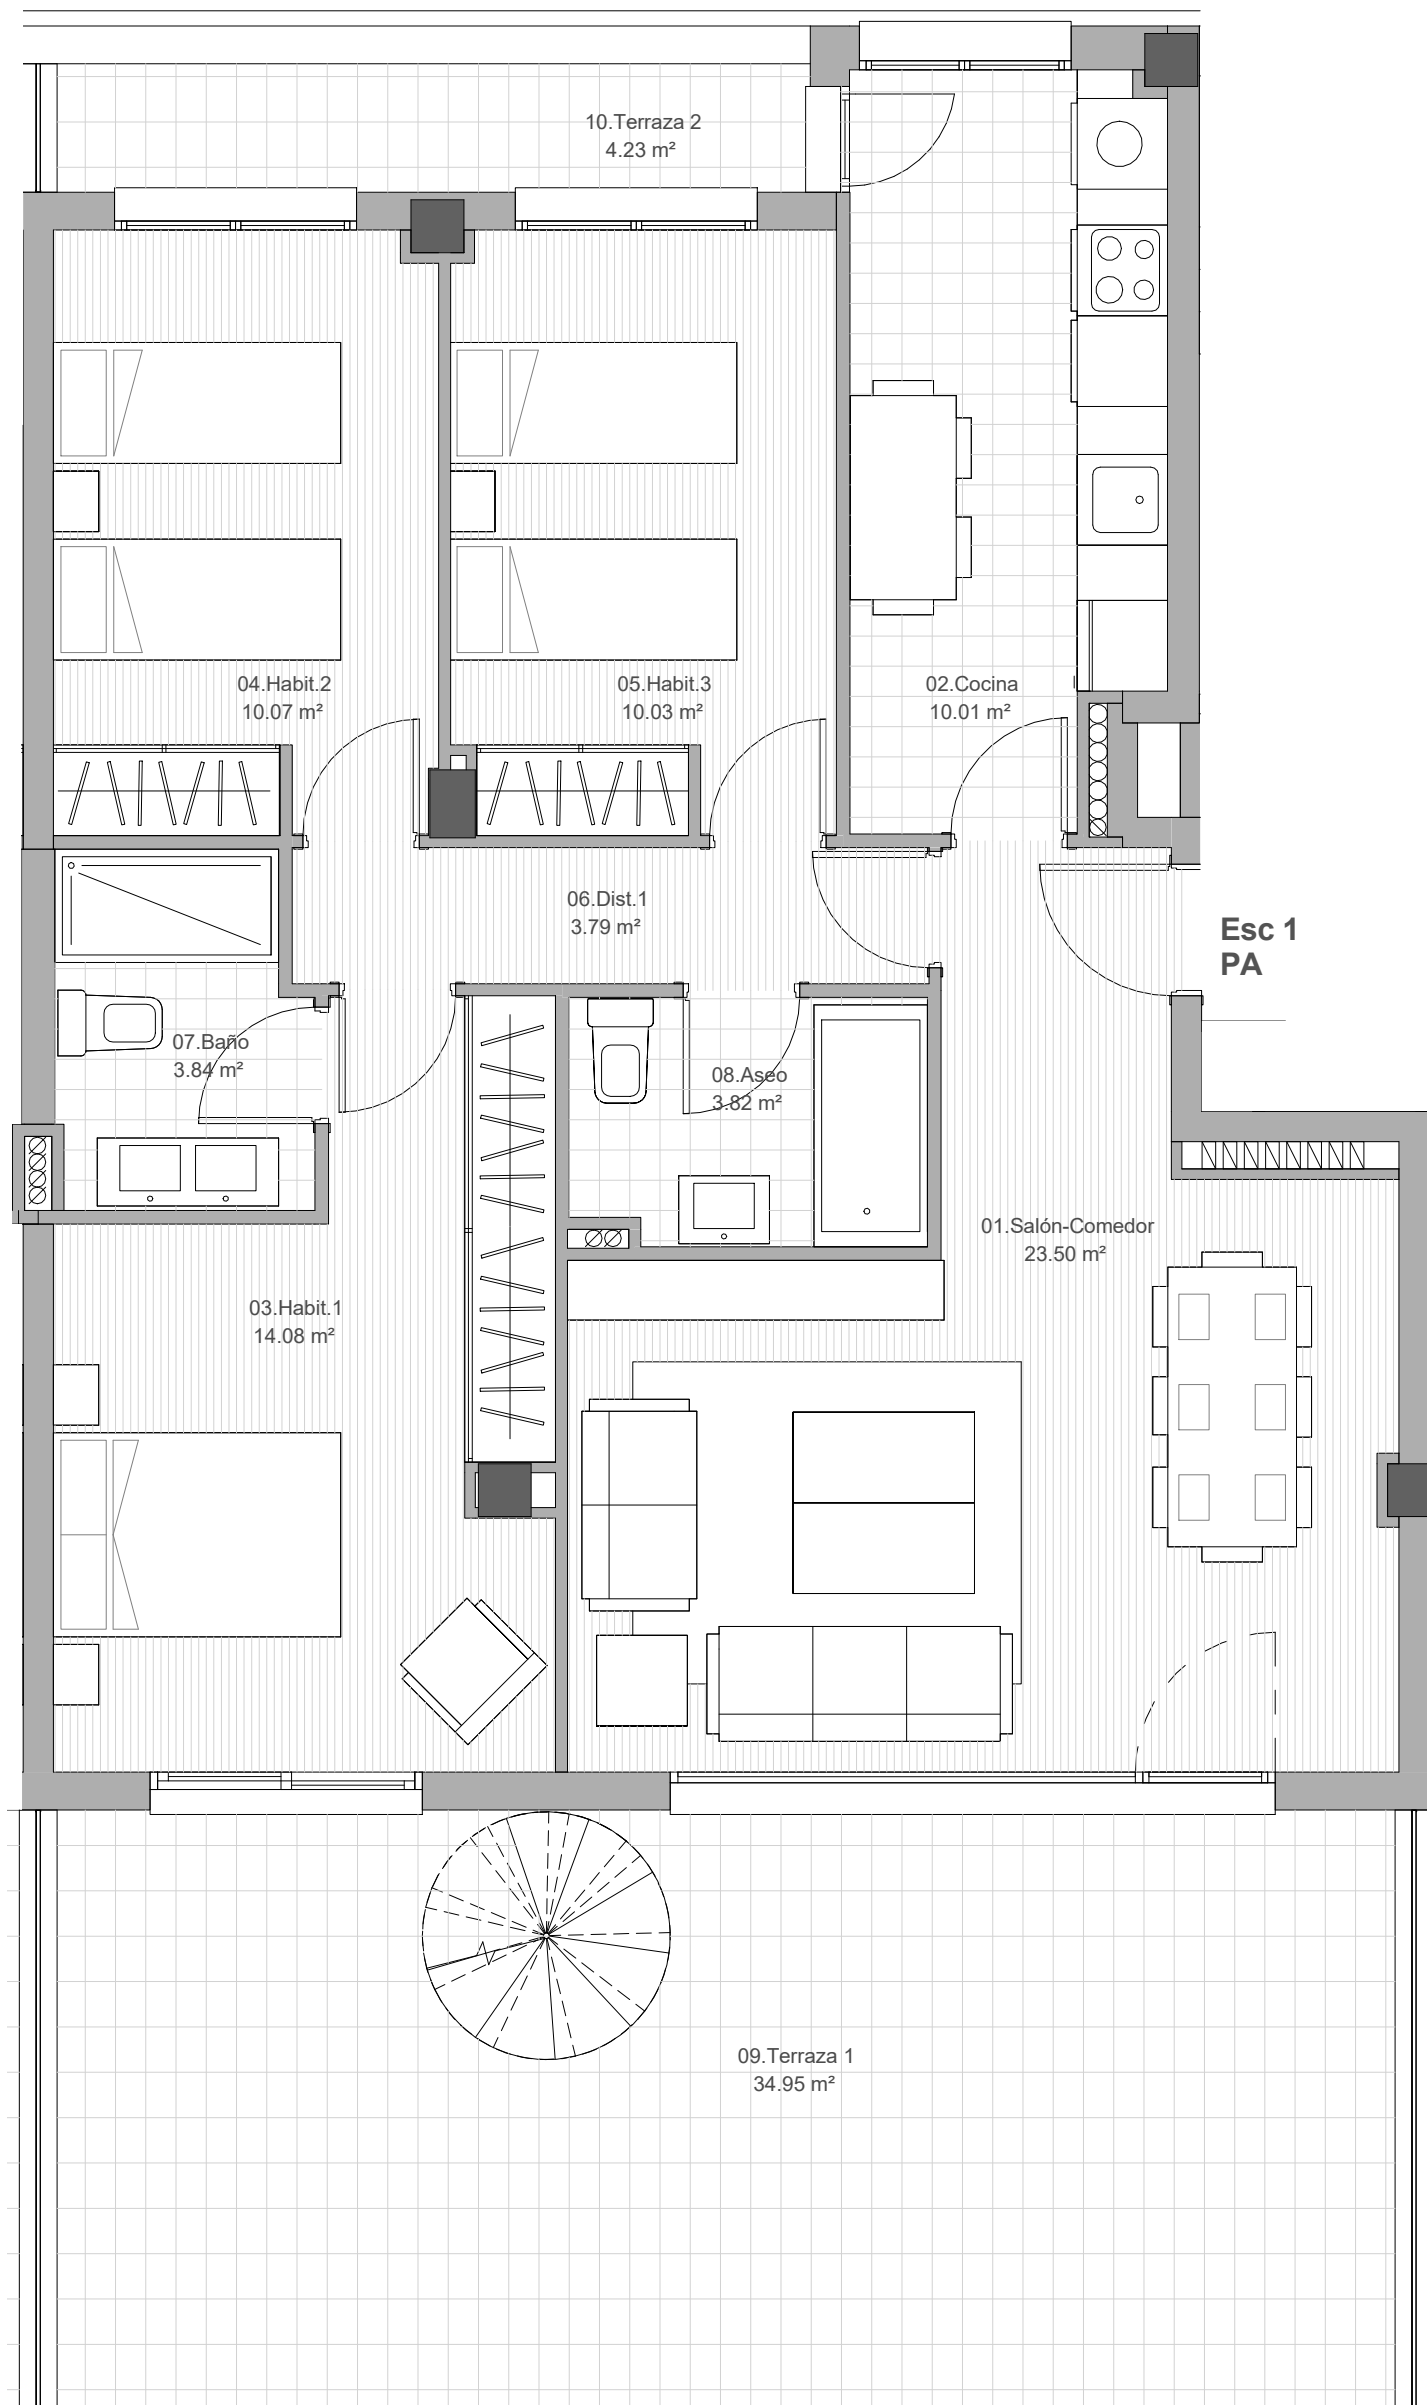 10.Terraza 2
4.23 m²
04.Habit.2
10.07 m²
05.Habit.3
10.03 m²
02.Cocina
10.01 m²
06.Dist.1
3.79 m²
Esc 1
PA
07.Baño
3.84 m²
08.Aseo
3.82 m²
01.Salón-Comedor
23.50 m²
03.Habit.1
14.08 m²
09.Terraza 1
34.95 m²